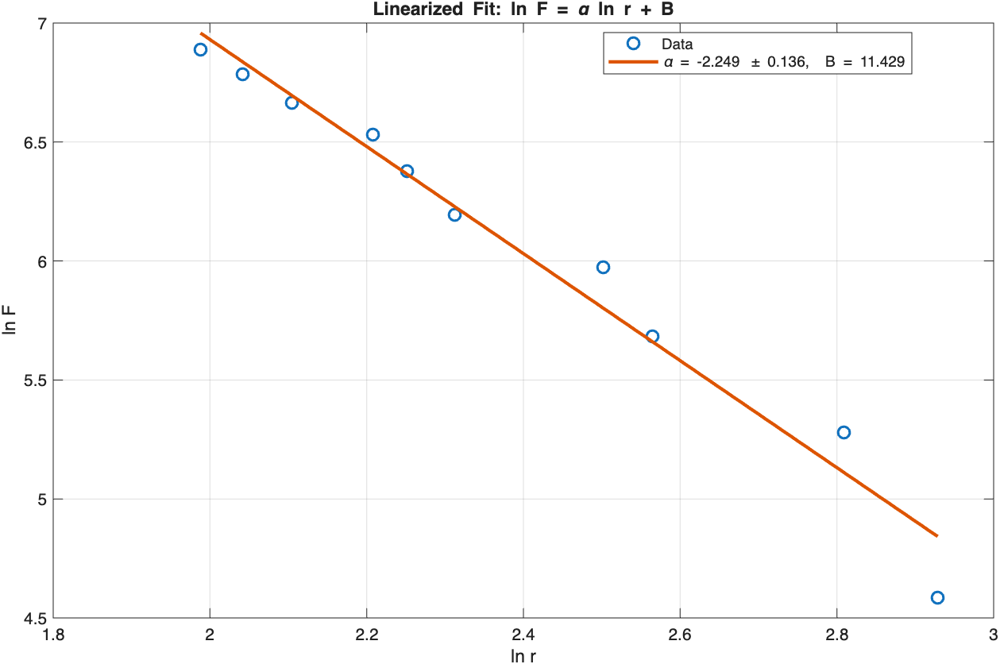 Linearized Fit: ln F = α ln r + B
Data
α = -2.249 ± 0.136, B = 11.429
7
6.5
6
5.5
5
4.5
ln F
1.8 2 2.2 2.4 2.6 2.8 3
ln r